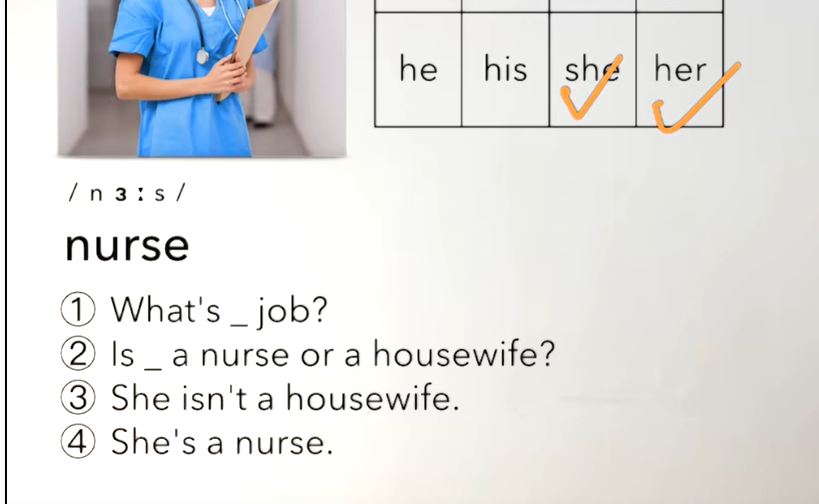 he his she her
/nɜːs/
nurse
① What's _ job?
② Is _ a nurse or a housewife?
③ She isn't a housewife.
④ She's a nurse.